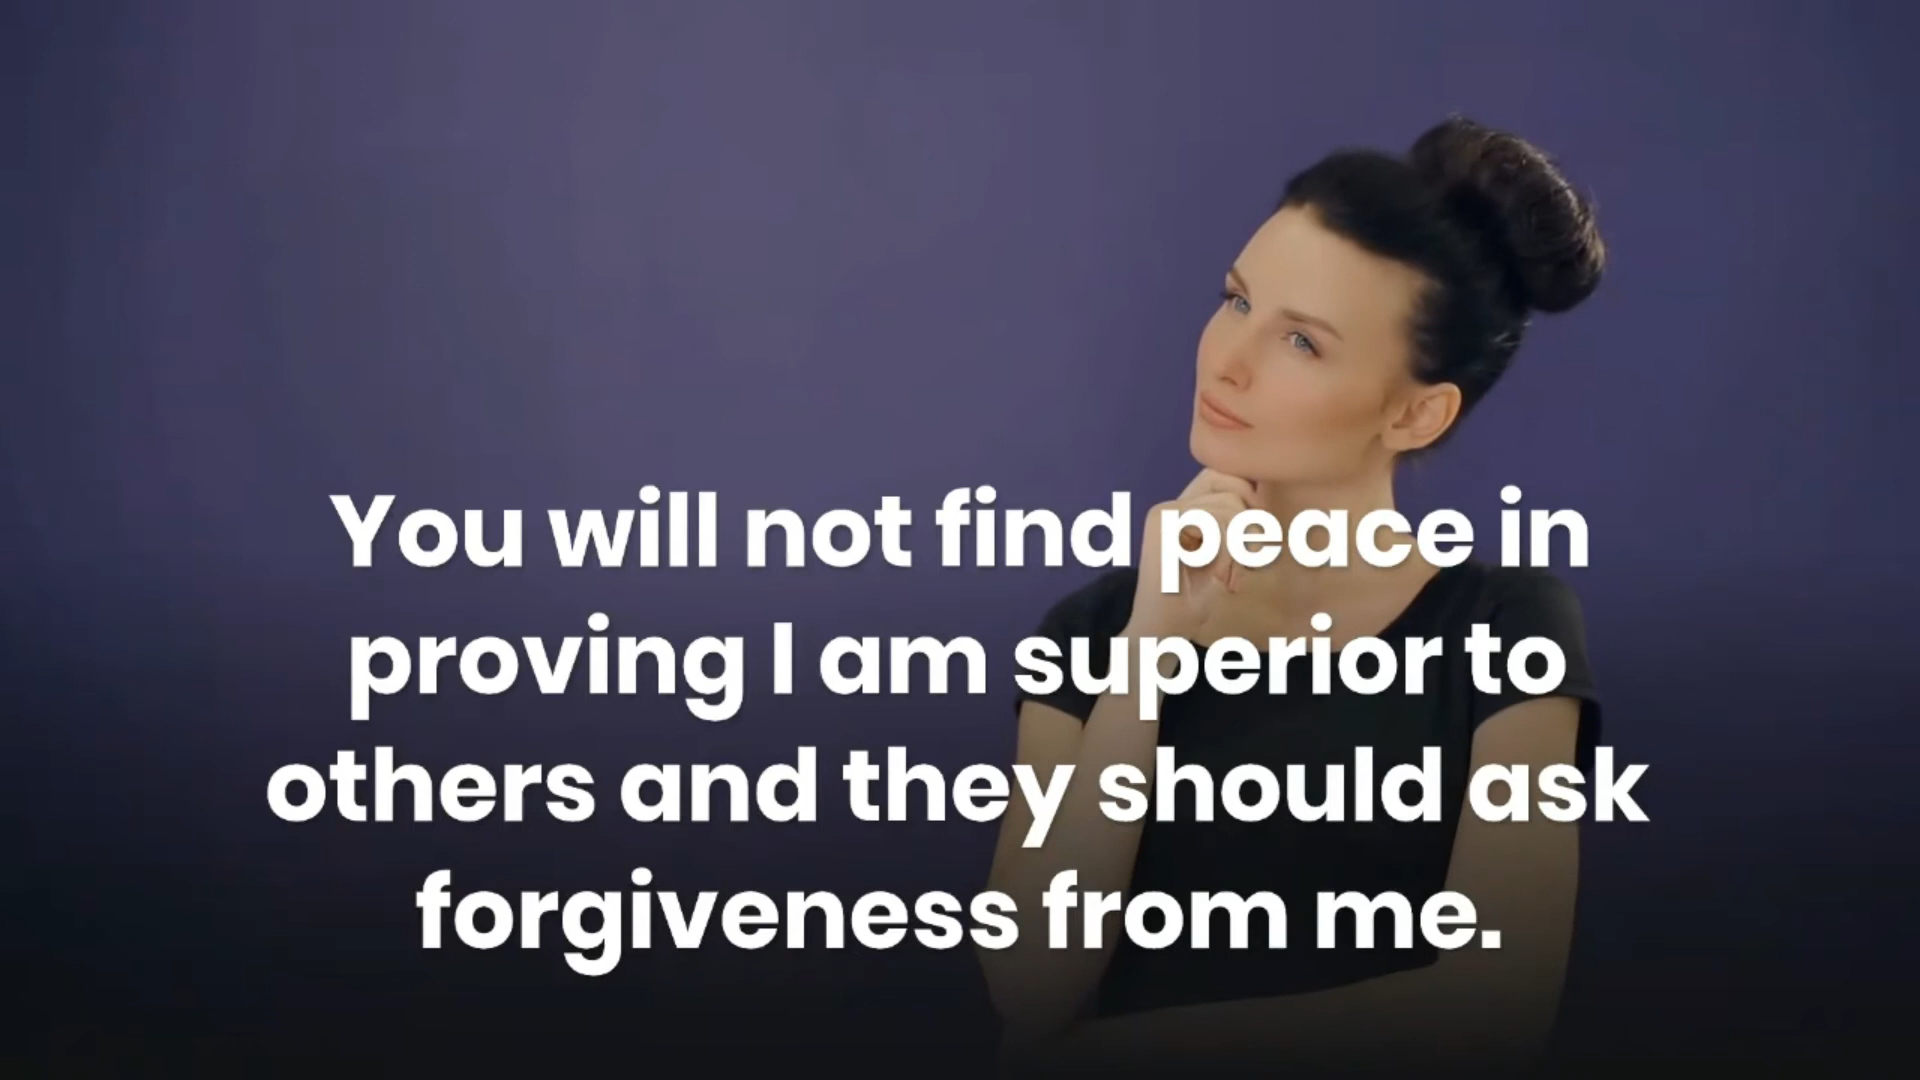 You will not find peace in
proving I am superior to
others and they should ask
forgiveness from me.